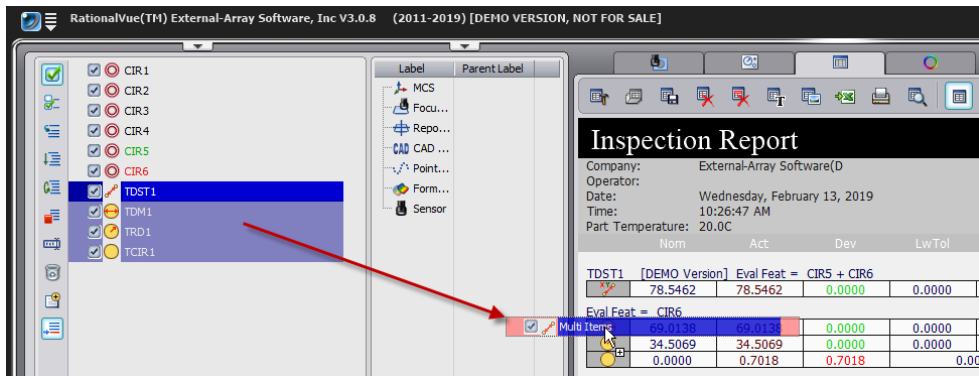 RationalVue(TM) External-Array Software, Inc V3.0.8 (2011-2019) [DEMO VERSION, NOT FOR SALE]
CIR1
CIR2
CIR3
CIR4
CIR5
CIR6
TDST1
TDM1
TRD1
TCIR1
Label Parent Label
MCS
Focu...
Repo...
CAD CAD ...
Point...
Form...
Sensor
Multi Items
Inspection Report
Company: External-Array Software(D
Operator:
Date: Wednesday, February 13, 2019
Time: 10:26:47 AM
Part Temperature: 20.0C
Nom Act Dev LwTol
TDST1 [DEMO Version] Eval Feat = CIR5 + CIR6
XYZ 78.5462 78.5462 0.0000 0.0000
Eval Feat = CIR6
69.0138 69.0138 0.0000 0.0000
34.5069 34.5069 0.0000 0.0000
0.0000 0.7018 0.7018 0.00